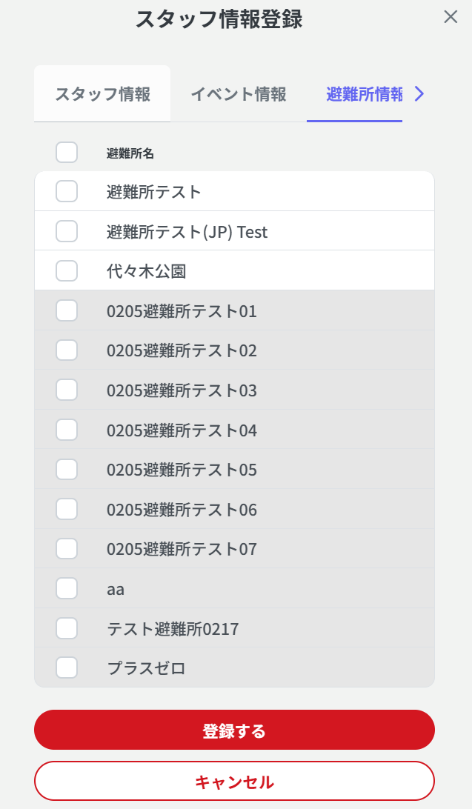 スタッフ情報登録
スタッフ情報 イベント情報 避難所情報
避難所名
避難所テスト
避難所テスト(JP) Test
代々木公園
0205避難所テスト01
0205避難所テスト02
0205避難所テスト03
0205避難所テスト04
0205避難所テスト05
0205避難所テスト06
0205避難所テスト07
aa
テスト避難所0217
プラスゼロ
登録する
キャンセル